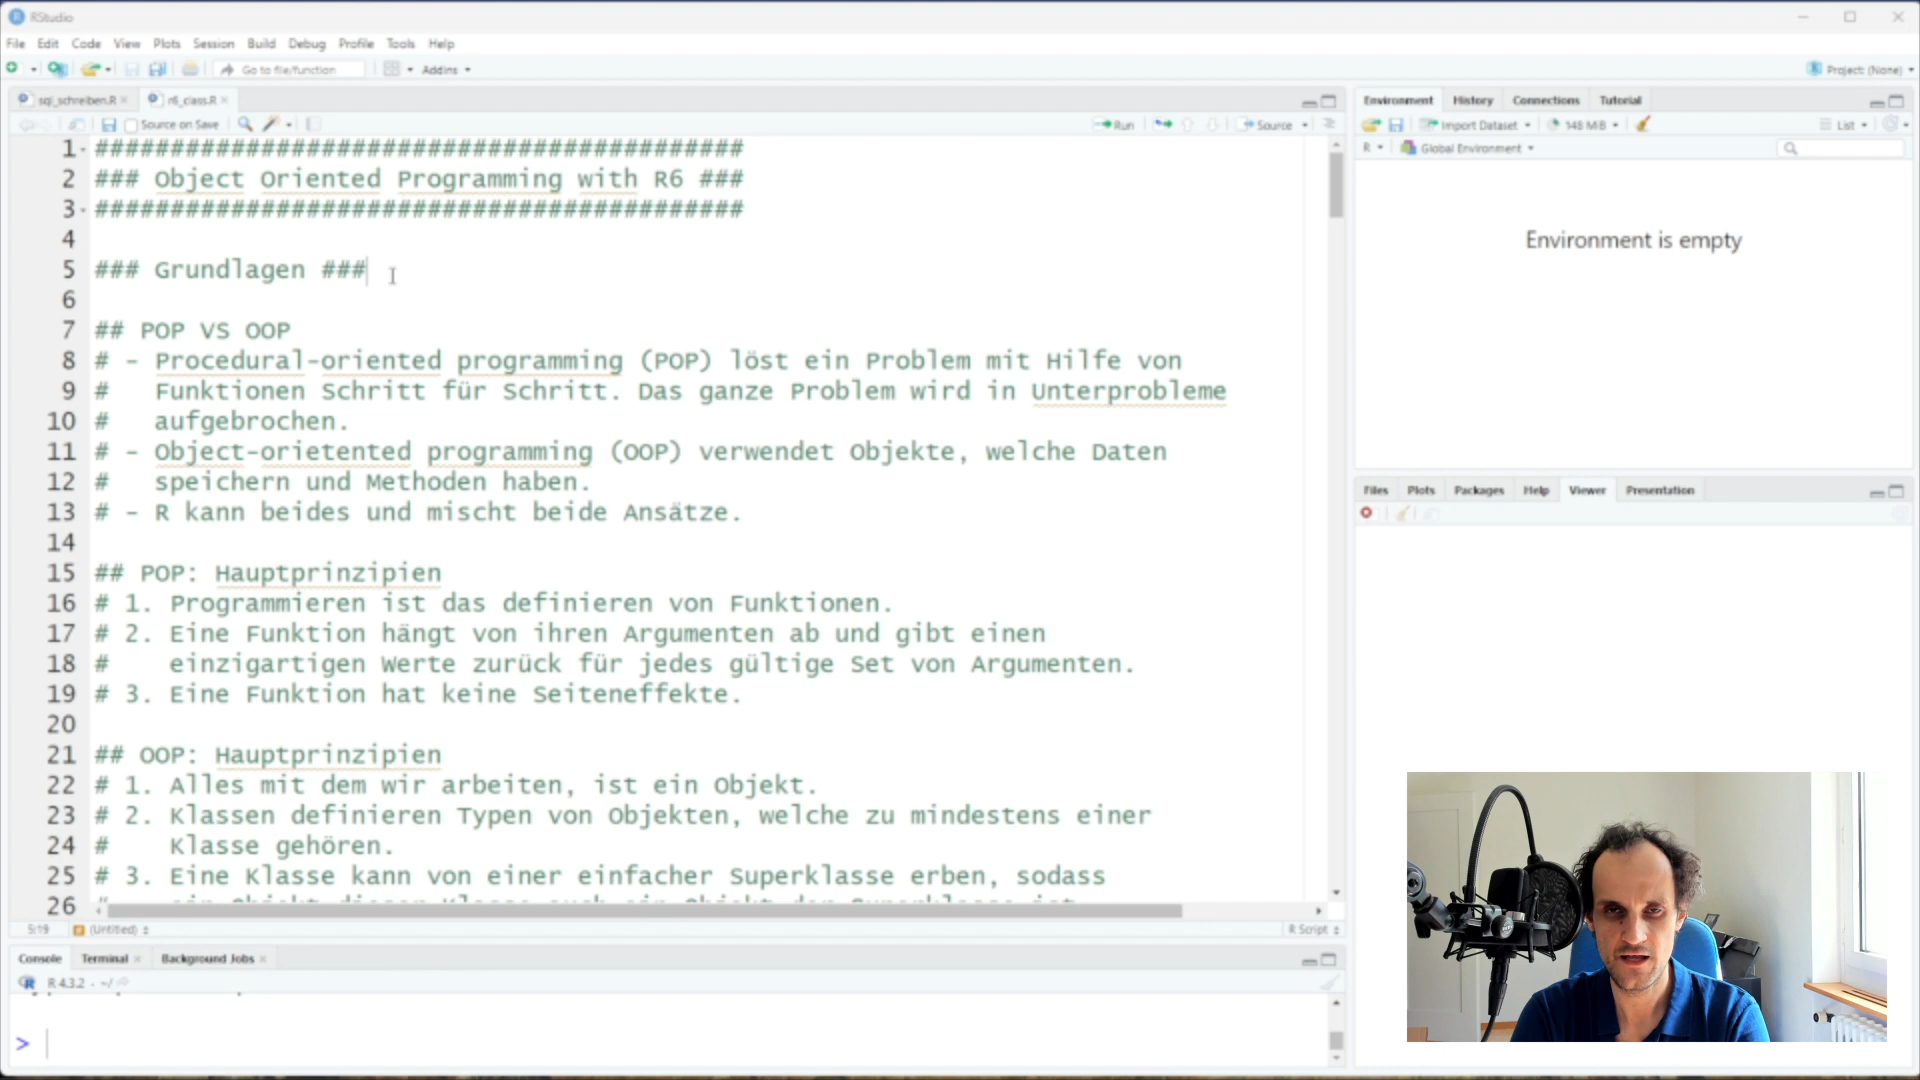 RStudio
File Edit Code View Plots Session Build Debug Profile Tools Help
Go to file/function Addins
Project: (None)
sql_schreiben.R r6_class.R
Source on Save Run Source
1 ###########################################
2 ### Object Oriented Programming with R6 ###
3 ###########################################
4
5 ### Grundlagen ###
6
7 ## POP VS OOP
8 # - Procedural-oriented programming (POP) löst ein Problem mit Hilfe von
9 #   Funktionen Schritt für Schritt. Das ganze Problem wird in Unterprobleme
10 #   aufgebrochen.
11 # - Object-orietented programming (OOP) verwendet Objekte, welche Daten
12 #   speichern und Methoden haben.
13 # - R kann beides und mischt beide Ansätze.
14
15 ## POP: Hauptprinzipien
16 # 1. Programmieren ist das definieren von Funktionen.
17 # 2. Eine Funktion hängt von ihren Argumenten ab und gibt einen
18 #    einzigartigen Werte zurück für jedes gültige Set von Argumenten.
19 # 3. Eine Funktion hat keine Seiteneffekte.
20
21 ## OOP: Hauptprinzipien
22 # 1. Alles mit dem wir arbeiten, ist ein Objekt.
23 # 2. Klassen definieren Typen von Objekten, welche zu mindestens einer
24 #    Klasse gehören.
25 # 3. Eine Klasse kann von einer einfacher Superklasse erben, sodass
26
5:19 (Untitled) R Script
Console Terminal Background Jobs
R 4.3.2 · ~/
>
Environment History Connections Tutorial
Import Dataset 148 MiB List
R Global Environment
Environment is empty
Files Plots Packages Help Viewer Presentation